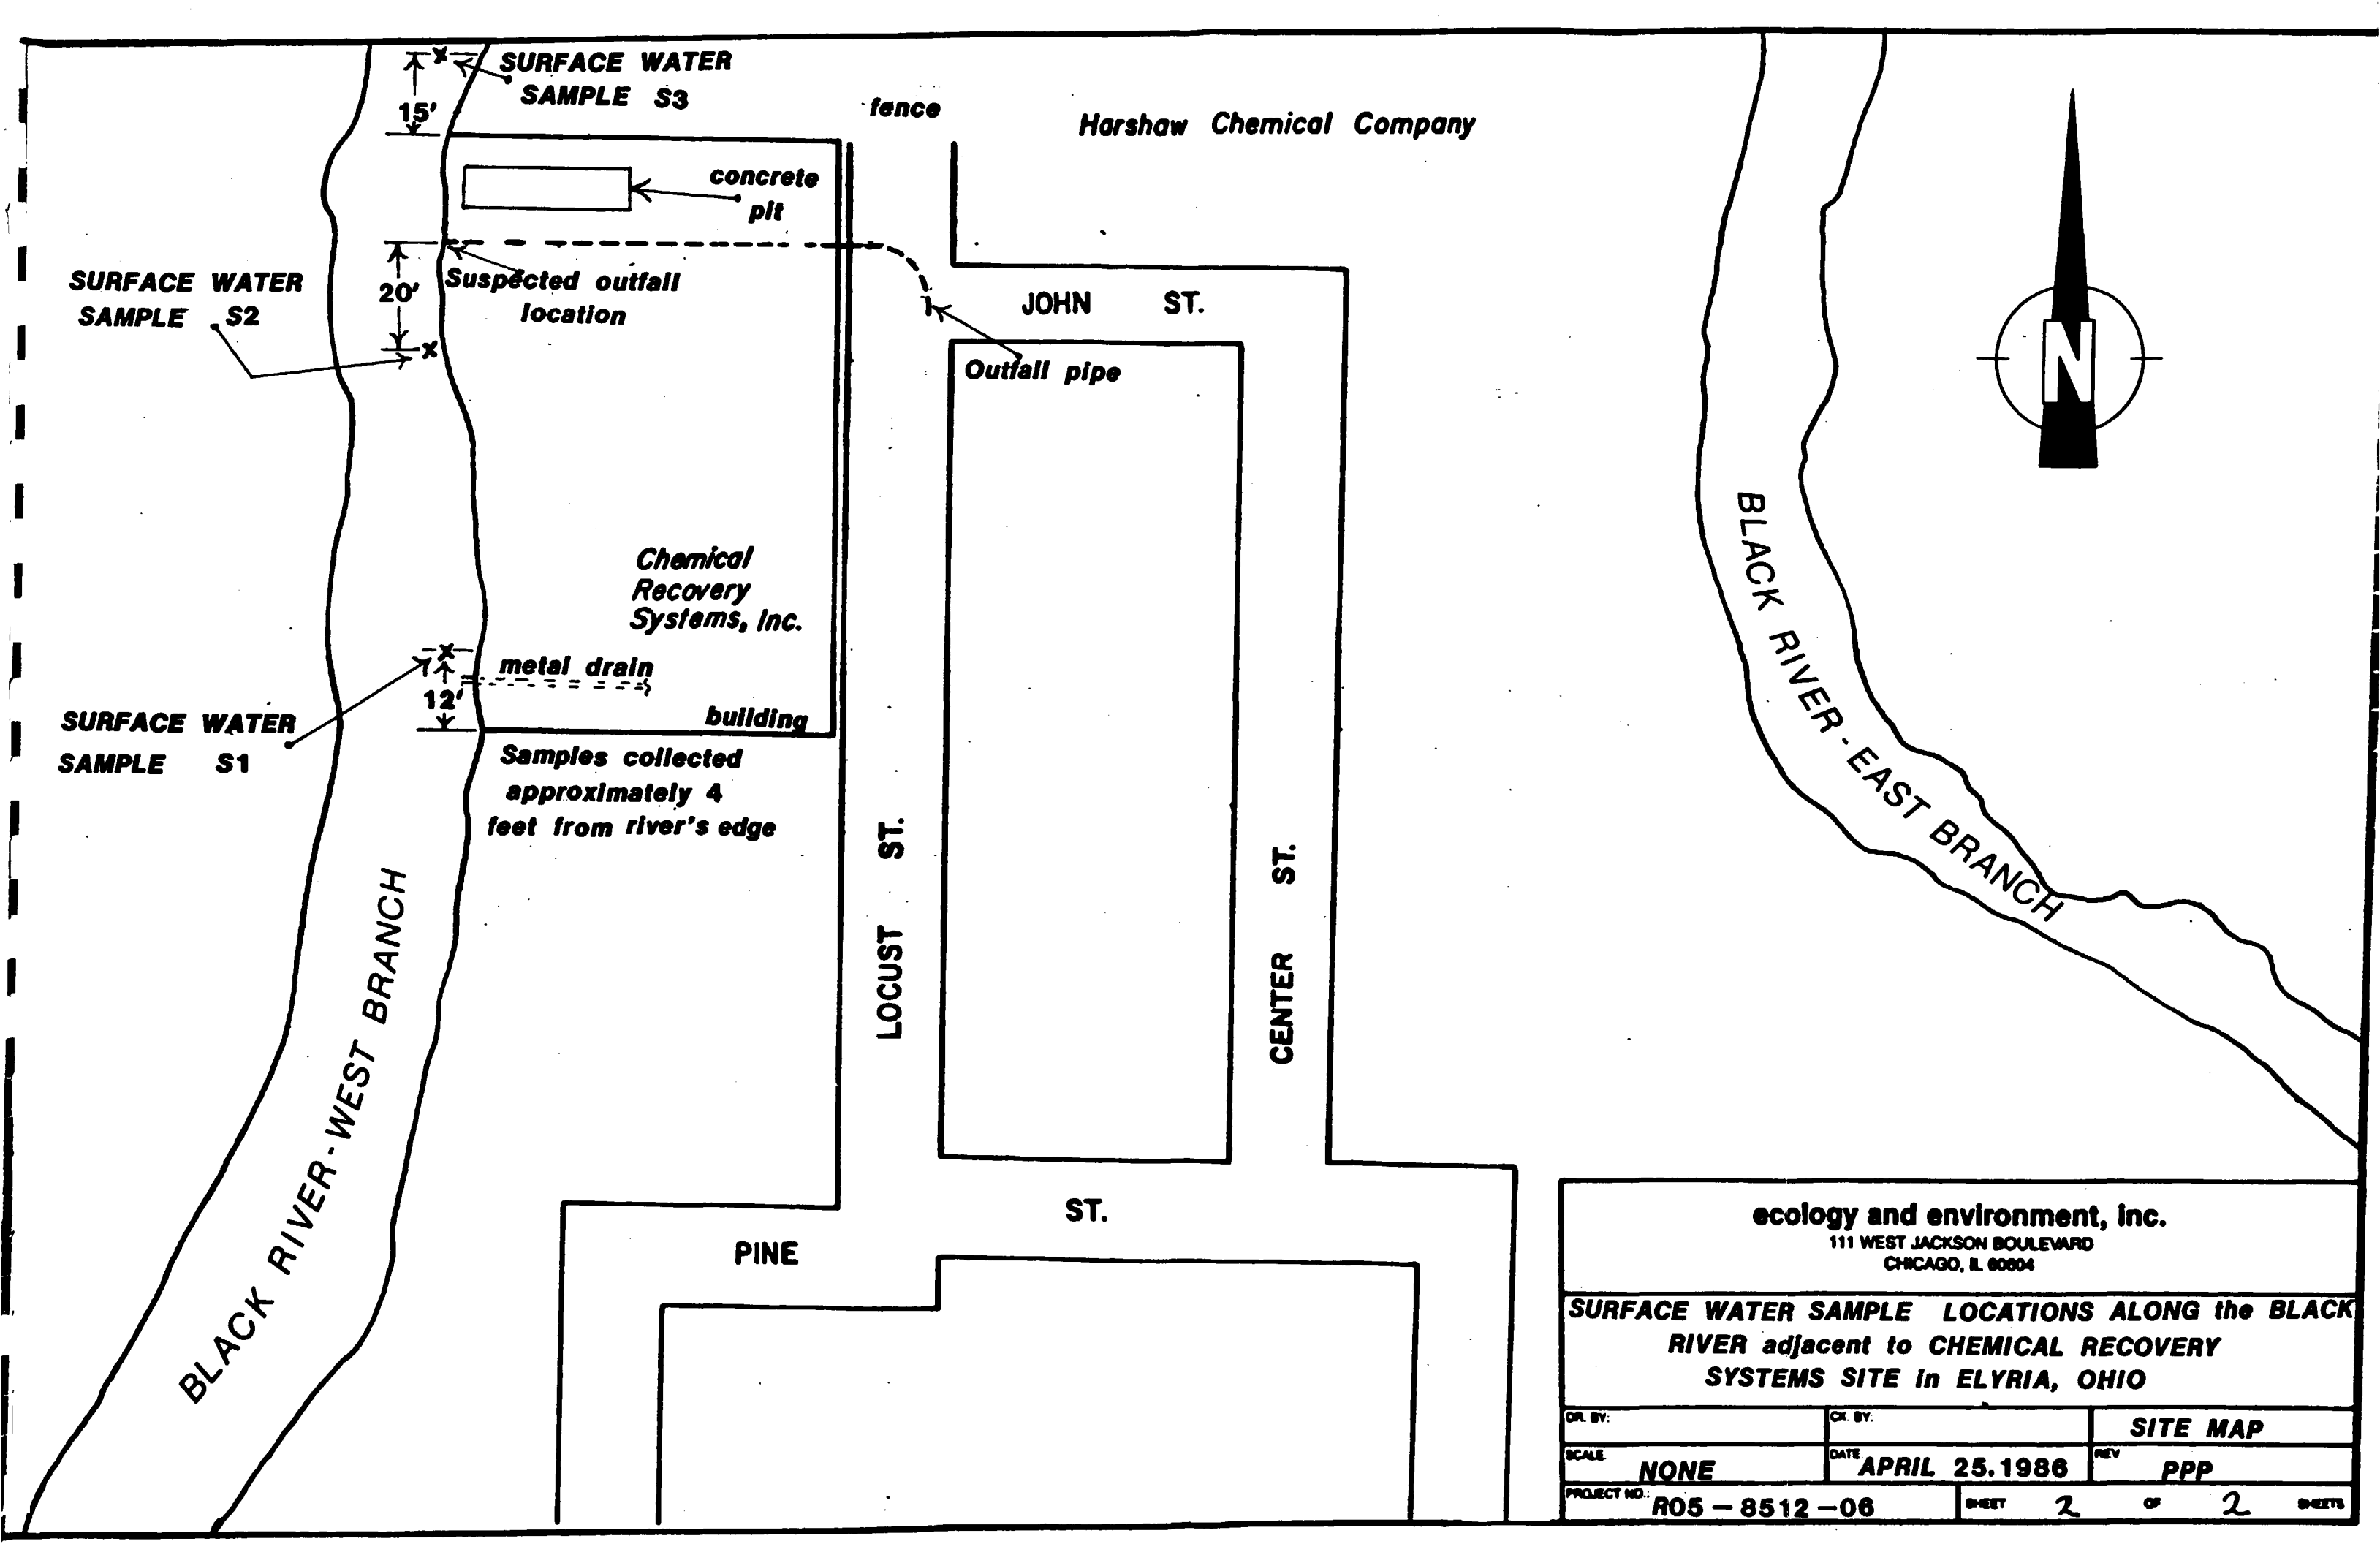 SURFACE WATER
SAMPLE S3
15'
fence
Harshaw Chemical Company
concrete
pit
SURFACE WATER
SAMPLE S2
20'
Suspected outfall
location
JOHN ST.
Outfall pipe
N
Chemical
Recovery
Systems, Inc.
metal drain
12'
building
SURFACE WATER
SAMPLE S1
Samples collected
approximately 4
feet from river's edge
LOCUST ST.
CENTER ST.
BLACK RIVER-WEST BRANCH
BLACK RIVER-EAST BRANCH
PINE ST.
ecology and environment, inc.
111 WEST JACKSON BOULEVARD
CHICAGO, IL 60604
SURFACE WATER SAMPLE LOCATIONS ALONG the BLACK
RIVER adjacent to CHEMICAL RECOVERY
SYSTEMS SITE in ELYRIA, OHIO
DR. BY:
CK. BY:
SITE MAP
SCALE
NONE
DATE
APRIL 25.1986
REV
PPP
PROJECT NO.:
R05-8512-06
SHEET 2 OF 2 SHEETS